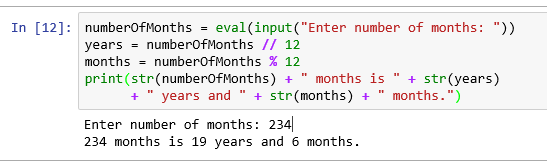 In [12]: numberOfMonths = eval(input("Enter number of months: "))
years = numberOfMonths // 12
months = numberOfMonths % 12
print(str(numberOfMonths) + " months is " + str(years)
      + " years and " + str(months) + " months.")
Enter number of months: 234
234 months is 19 years and 6 months.